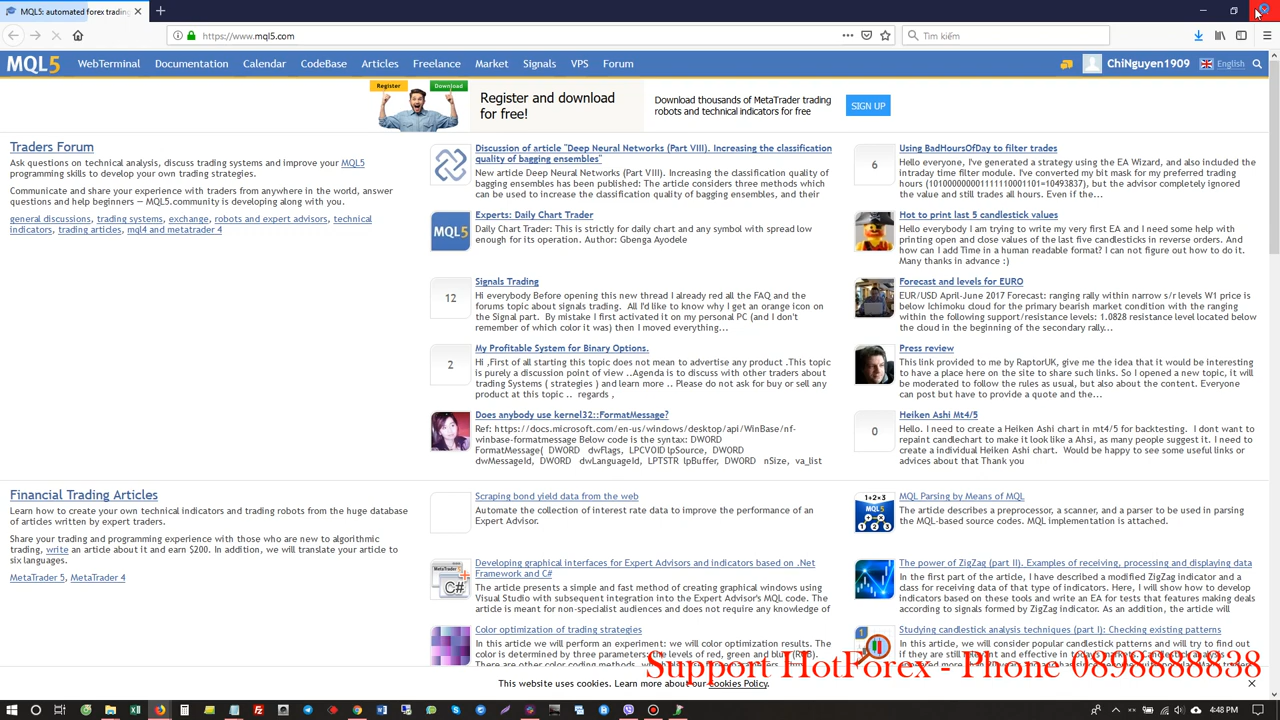 MQL5: automated forex trading
https://www.mql5.com
Tìm kiếm
MQL5
WebTerminal Documentation Calendar CodeBase Articles Freelance Market Signals VPS Forum
ChiNguyen1909 English
Register Download
Register and download
for free!
Download thousands of MetaTrader trading
robots and technical indicators for free
SIGN UP
Traders Forum
Ask questions on technical analysis, discuss trading systems and improve your MQL5
programming skills to develop your own trading strategies.
Communicate and share your experience with traders from anywhere in the world, answer
questions and help beginners — MQL5.community is developing along with you.
general discussions, trading systems, exchange, robots and expert advisors, technical
indicators, trading articles, mql4 and metatrader 4
Discussion of article "Deep Neural Networks (Part VIII). Increasing the classification
quality of bagging ensembles"
New article Deep Neural Networks (Part VIII). Increasing the classification quality of
bagging ensembles has been published: The article considers three methods which
can be used to increase the classification quality of bagging ensembles, and their
MQL5
Experts: Daily Chart Trader
Daily Chart Trader: This is strictly for daily chart and any symbol with spread low
enough for its operation. Author: Gbenga Ayodele
12
Signals Trading
Hi everybody Before opening this new thread I already red all the FAQ and the
forums topic about signals trading. All I'd like to know why I get an orange icon on
the Signal part. By mistake I first activated it on my personal PC (and I don't
remember of which color it was) then I moved everything...
2
My Profitable System for Binary Options.
Hi ,First of all starting this topic does not mean to advertise any product .This topic
is purely a discussion point of view ..Agenda is to discuss with other traders about
trading Systems ( strategies ) and learn more .. Please do not ask for buy or sell any
product at this topic .. regards ,
Does anybody use kernel32::FormatMessage?
Ref: https://docs.microsoft.com/en-us/windows/desktop/api/WinBase/nf-
winbase-formatmessage Below code is the syntax: DWORD
FormatMessage( DWORD dwFlags, LPCVOID lpSource, DWORD
dwMessageId, DWORD dwLanguageId, LPTSTR lpBuffer, DWORD nSize, va_list
6
Using BadHoursOfDay to filter trades
Hello everyone, I've generated a strategy using the EA Wizard, and also included the
intraday time filter module. I've converted my bit mask for my preferred trading
hours (101000000001111110001101=10493837), but the advisor completely ignored
the value and still trades all hours. Even if the...
Hot to print last 5 candlestick values
Hello everybody I am trying to write my very first EA and I need some help with
printing open and close values of the last five candlesticks in reverse orders. And
how can I add Time in a human readable format? I can not figure out how to do it.
Many thanks in advance :)
Forecast and levels for EURO
EUR/USD April-June 2017 Forecast: ranging rally within narrow s/r levels W1 price is
below Ichimoku cloud for the primary bearish market condition with the ranging
within the following support/resistance levels: 1.0828 resistance level located below
the cloud in the beginning of the secondary rally...
Press review
This link provided to me by RaptorUK, give me the idea that it would be interesting
to have a place here on the site to share such links. So I opened a new topic, it will
be moderated to follow the rules as usual, but also about the content. Everyone
can post but have to provide a quote and the...
0
Heiken Ashi Mt4/5
Hello. I need to create a Heiken Ashi chart in mt4/5 for backtesting. I dont want to
repaint candlechart to make it look like a Ahsi, as many people suggest it. I need to
create a individual Heiken Ashi chart. Would be happy to see some useful links or
advices about that Thank you
Financial Trading Articles
Learn how to create your own technical indicators and trading robots from the huge database
of articles written by expert traders.
Share your trading and programming experience with those who are new to algorithmic
trading, write an article about it and earn $200. In addition, we will translate your article to
six languages.
MetaTrader 5, MetaTrader 4
Scraping bond yield data from the web
Automate the collection of interest rate data to improve the performance of an
Expert Advisor.
Developing graphical interfaces for Expert Advisors and indicators based on .Net
Framework and C#
The article presents a simple and fast method of creating graphical windows using
Visual Studio with subsequent integration into the Expert Advisor's MQL code. The
article is meant for non-specialist audiences and does not require any knowledge of
Color optimization of trading strategies
In this article we will perform an experiment: we will color optimization results. The
color is determined by three parameters: the levels of red, green and blue (RGB).
1+2×3
MQL5
MQL Parsing by Means of MQL
The article describes a preprocessor, a scanner, and a parser to be used in parsing
the MQL-based source codes. MQL implementation is attached.
The power of ZigZag (part II). Examples of receiving, processing and displaying data
In the first part of the article, I have described a modified ZigZag indicator and a
class for receiving data of that type of indicators. Here, I will show how to develop
indicators based on these tools and write an EA for tests that features making deals
according to signals formed by ZigZag indicator. As an addition, the article will
Studying candlestick analysis techniques (part I): Checking existing patterns
In this article, we will consider popular candlestick patterns and will try to find out
This website uses cookies. Learn more about our Cookies Policy.
Support HotForex - Phone 0898888838
4:48 PM